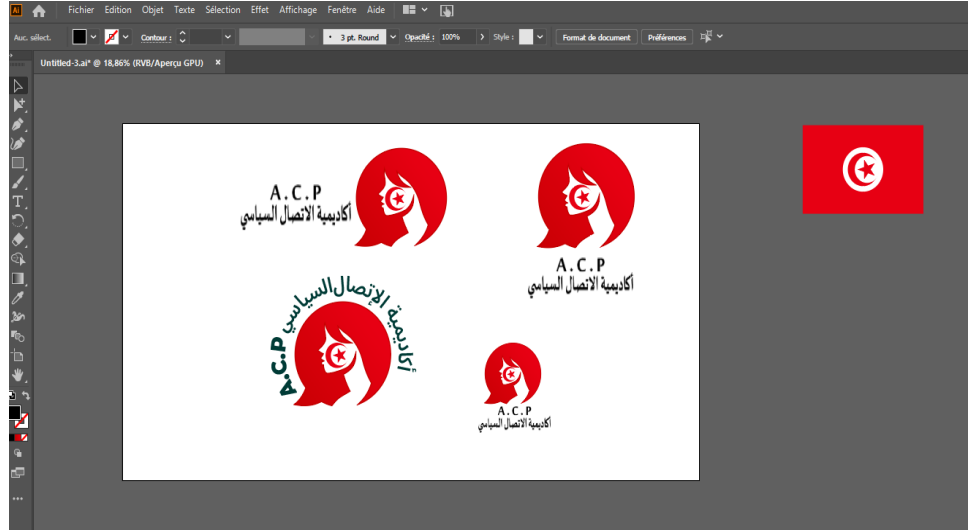 Ai Fichier Edition Objet Texte Sélection Effet Affichage Fenêtre Aide
Auc. sélect. Contour : 3 pt. Round Opacité : 100% Style : Format de document Préférences
Untitled-3.ai* @ 18,86% (RVB/Aperçu GPU) ×
A.C.P
أكاديمية الاتصال السياسي
A.C.P
أكاديمية الاتصال السياسي
أكاديمية الإتصال السياسي A.C.P
A.C.P
أكاديمية الاتصال السياسي